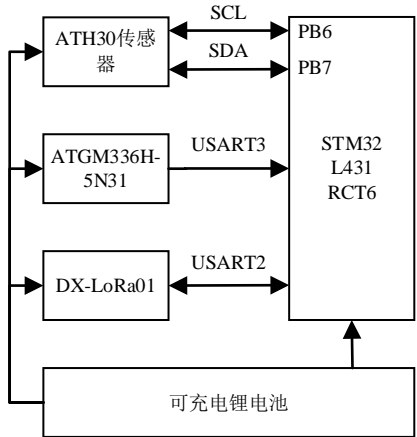 SCL
ATH30传感
器
PB6
SDA
PB7
ATGM336H-
5N31
USART3
STM32
L431
RCT6
DX-LoRa01
USART2
可充电锂电池